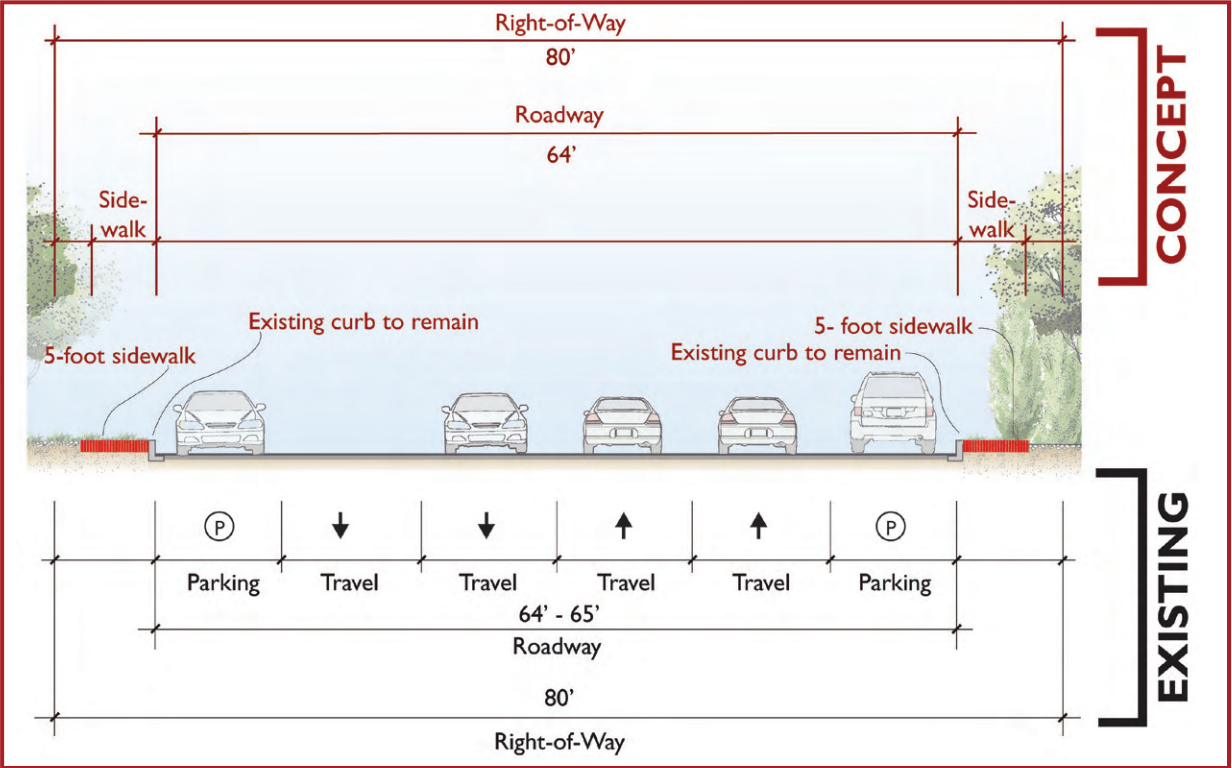 Right-of-Way
80’
Roadway
64’
Side-
walk
Side-
walk
CONCEPT
Existing curb to remain
5-foot sidewalk
5- foot sidewalk
Existing curb to remain
P
P
Parking
Travel
Travel
Travel
Travel
Parking
64’ - 65’
Roadway
80’
Right-of-Way
EXISTING